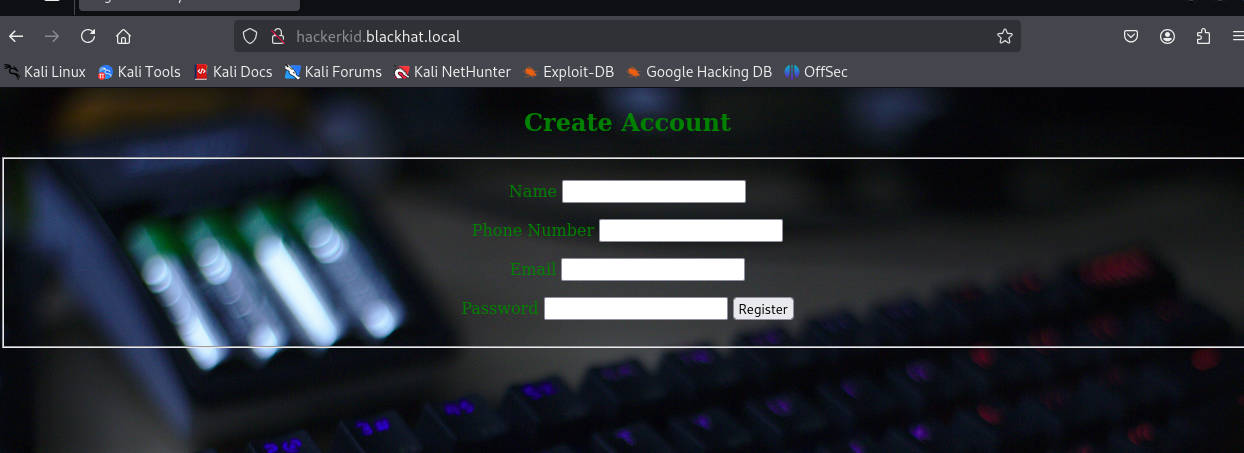 hackerkid.blackhat.local
Kali Linux Kali Tools Kali Docs Kali Forums Kali NetHunter Exploit-DB Google Hacking DB OffSec
Create Account
Name
Phone Number
Email
Password Register